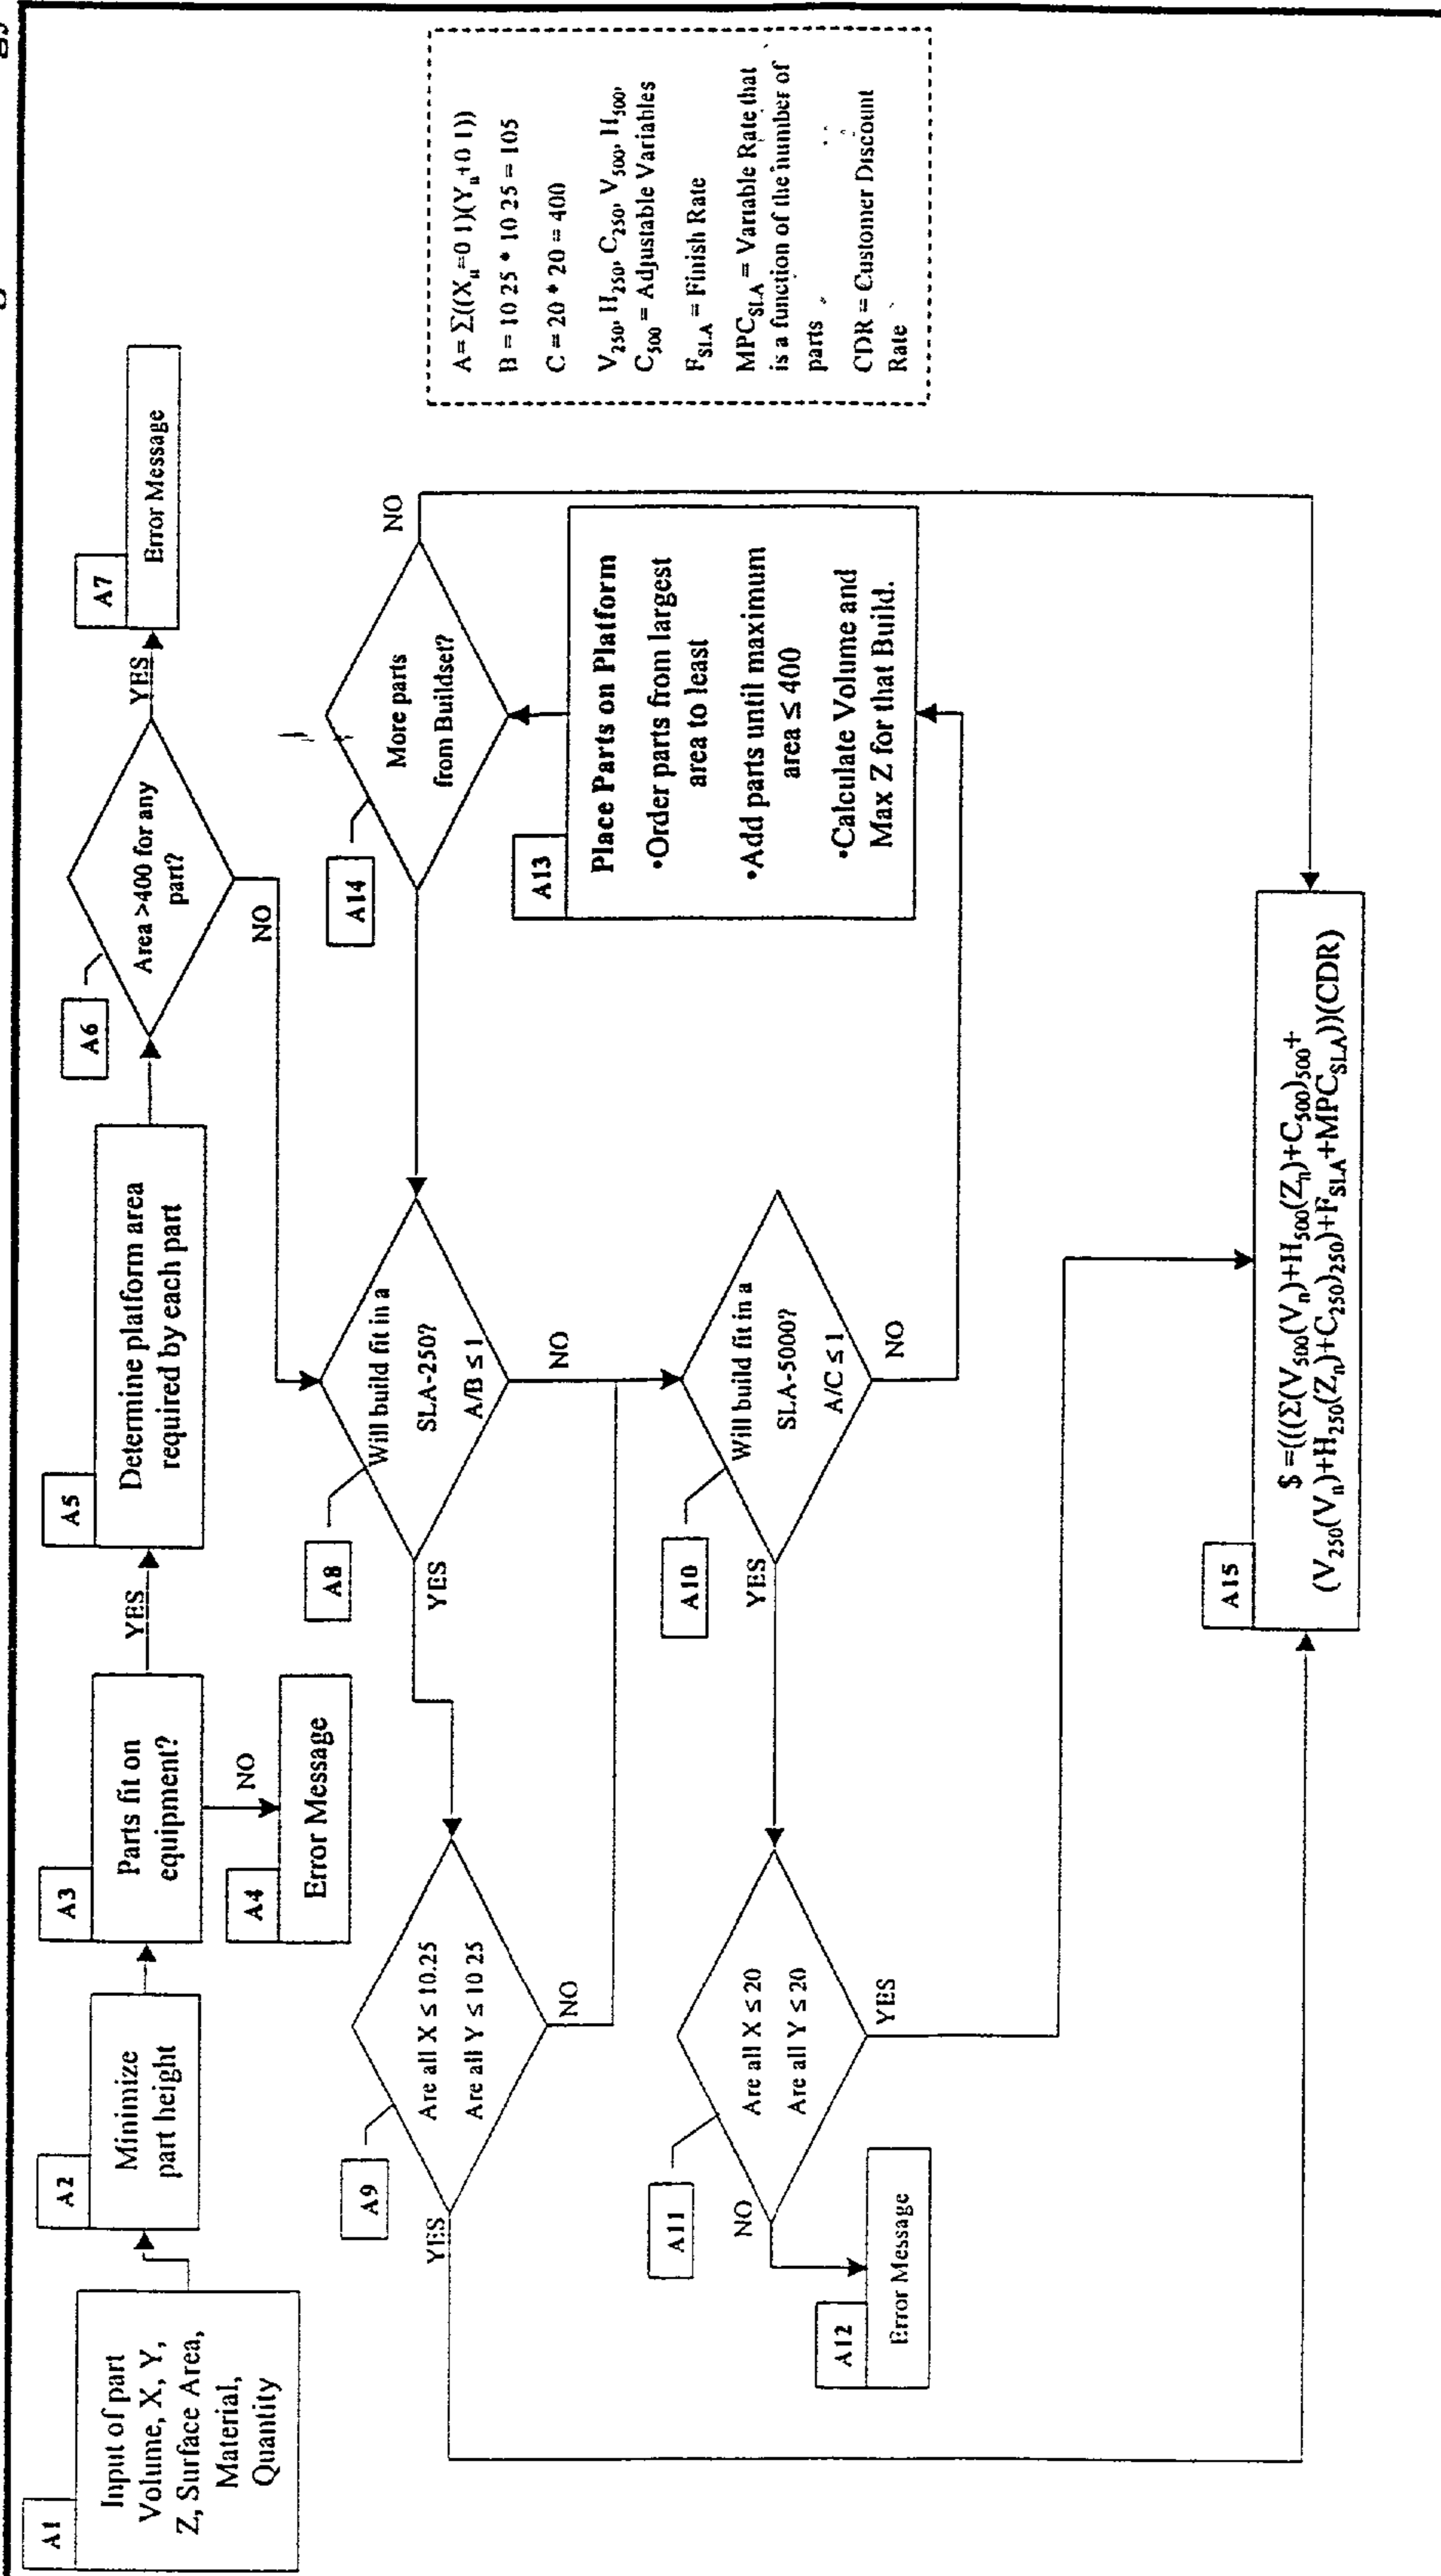 A1
Input of part
Volume, X, Y,
Z, Surface Area,
Material,
Quantity
A2
Minimize
part height
A3
Parts fit on
equipment?
YES
NO
A4
Error Message
A5
Determine platform area
required by each part
A6
Area >400 for any
part?
YES
NO
A7
Error Message
A8
Will build fit in a
SLA-250?
A/B ≤ 1
YES
NO
A9
Are all X ≤ 10.25
Are all Y ≤ 10 25
YES
NO
A10
Will build fit in a
SLA-5000?
A/C ≤ 1
YES
NO
A11
Are all X ≤ 20
Are all Y ≤ 20
NO
YES
A12
Error Message
A13
Place Parts on Platform
•Order parts from largest
area to least
•Add parts until maximum
area ≤ 400
•Calculate Volume and
Max Z for that Build.
A14
More parts
from Buildset?
NO
A15
$ =(((Σ(V₅₀₀(Vₙ)+H₅₀₀(Zₙ)+C₅₀₀)₅₀₀+
(V₂₅₀(Vₙ)+H₂₅₀(Zₙ)+C₂₅₀)₂₅₀)+F_SLA+MPC_SLA))(CDR)
A= Σ((Xₙ=0 1)(Yₙ+0 1))
B = 10 25 * 10 25 = 105
C = 20 * 20 = 400
V₂₅₀, H₂₅₀, C₂₅₀, V₅₀₀, H₅₀₀,
C₅₀₀ = Adjustable Variables
F_SLA = Finish Rate
MPC_SLA = Variable Rate that
is a function of the number of
parts
CDR = Customer Discount
Rate